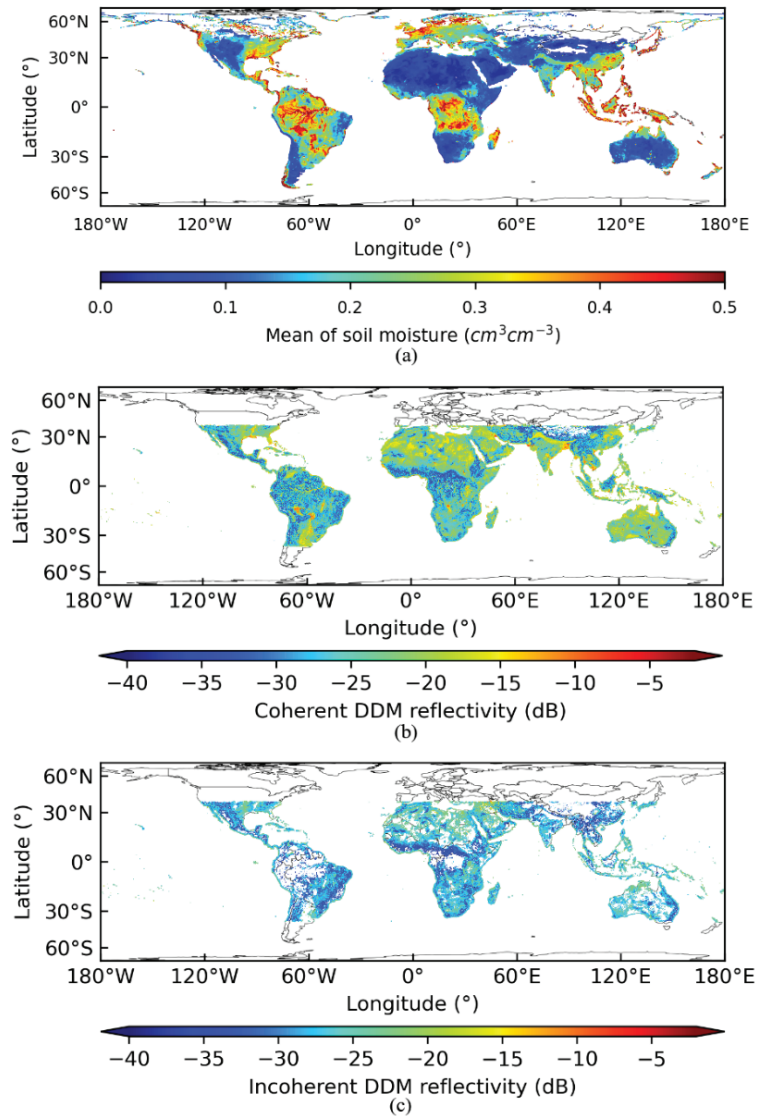 60°N
30°N
0°
30°S
60°S
Latitude (°)
180°W 120°W 60°W 0° 60°E 120°E 180°E
Longitude (°)
0.0 0.1 0.2 0.3 0.4 0.5
Mean of soil moisture (cm³cm⁻³)
(a)
60°N
30°N
0°
30°S
60°S
Latitude (°)
180°W 120°W 60°W 0° 60°E 120°E 180°E
Longitude (°)
−40 −35 −30 −25 −20 −15 −10 −5
Coherent DDM reflectivity (dB)
(b)
60°N
30°N
0°
30°S
60°S
Latitude (°)
180°W 120°W 60°W 0° 60°E 120°E 180°E
Longitude (°)
−40 −35 −30 −25 −20 −15 −10 −5
Incoherent DDM reflectivity (dB)
(c)